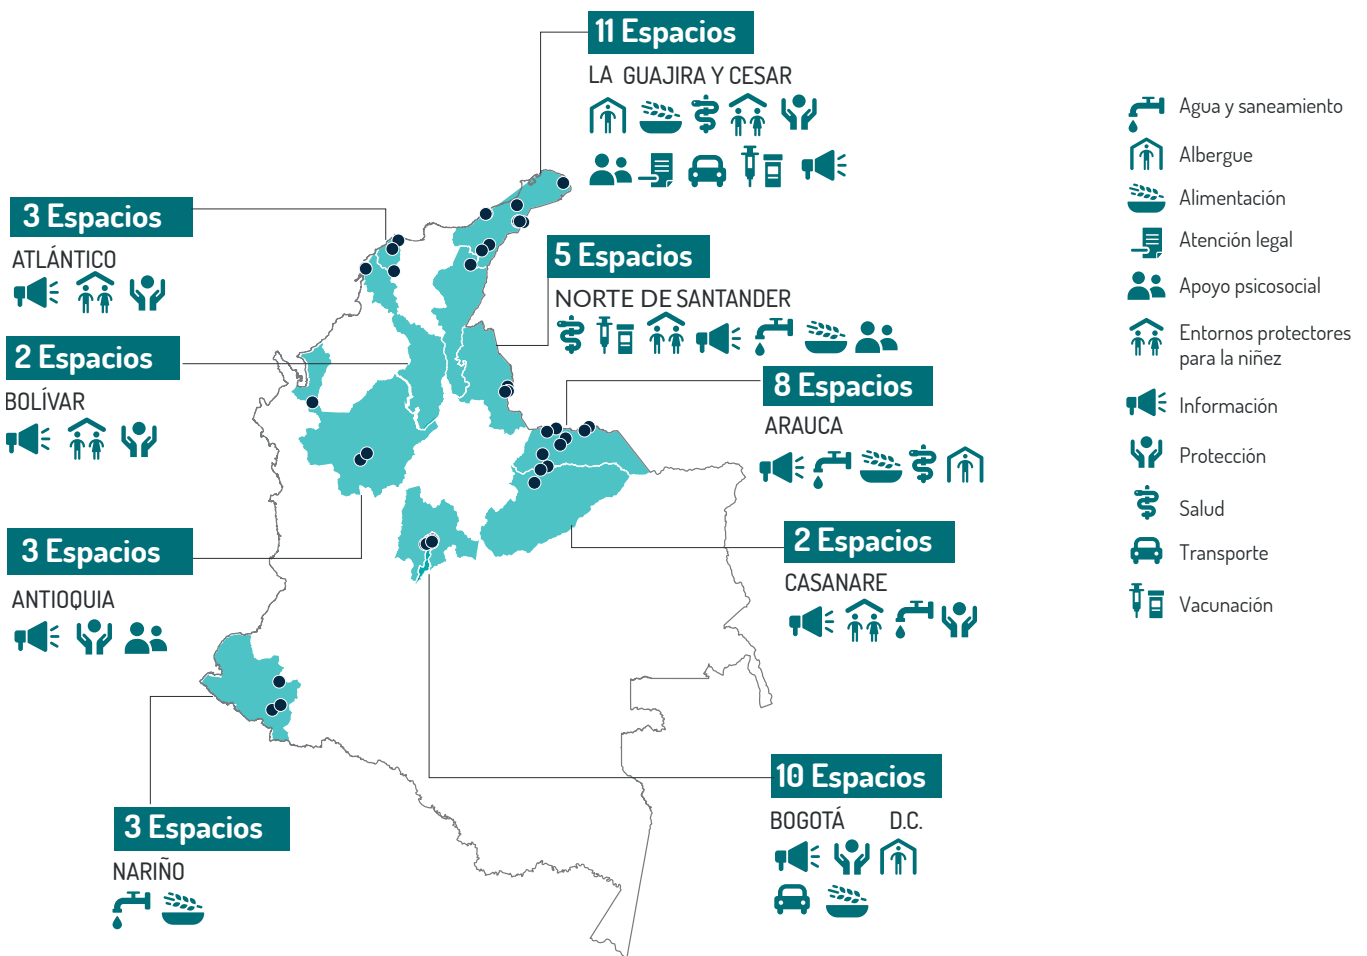 11 Espacios
LA GUAJIRA Y CESAR
3 Espacios
ATLÁNTICO
5 Espacios
NORTE DE SANTANDER
2 Espacios
BOLÍVAR
8 Espacios
ARAUCA
3 Espacios
ANTIOQUIA
2 Espacios
CASANARE
10 Espacios
BOGOTÁ D.C.
3 Espacios
NARIÑO
Agua y saneamiento
Albergue
Alimentación
Atención legal
Apoyo psicosocial
Entornos protectores
para la niñez
Información
Protección
Salud
Transporte
Vacunación